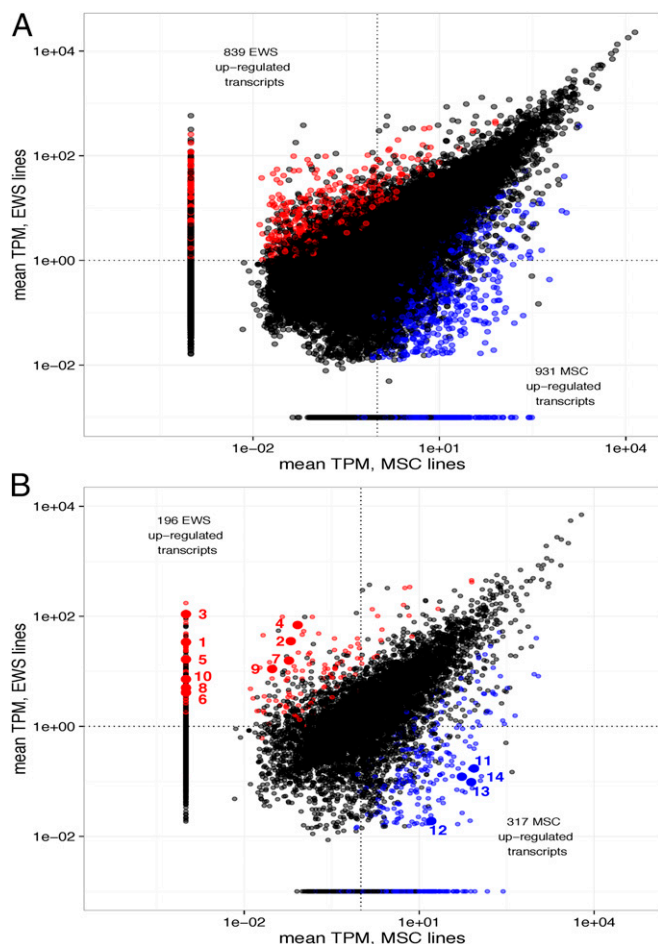 A
1e+04
1e+02
1e+00
1e−02
mean TPM, EWS lines
839 EWS
up−regulated
transcripts
931 MSC
up−regulated
transcripts
1e−02
1e+01
1e+04
mean TPM, MSC lines
B
1e+04
1e+02
1e+00
1e−02
mean TPM, EWS lines
196 EWS
up−regulated
transcripts
3
1
5
10
8
6
4
2
7
9
11
14
13
12
317 MSC
up−regulated
transcripts
1e−02
1e+01
1e+04
mean TPM, MSC lines